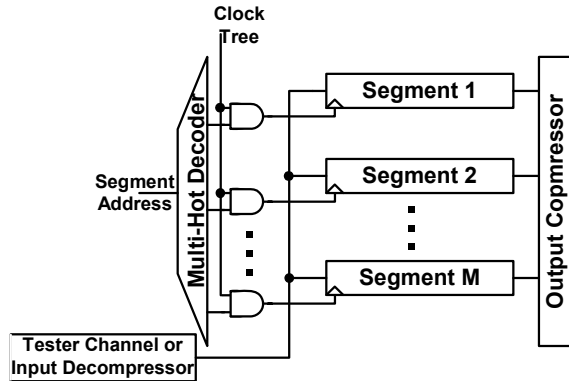 Clock
Tree
Multi-Hot Decoder
Segment
Address
Segment 1
Segment 2
Segment M
Output Copmressor
Tester Channel or
Input Decompressor